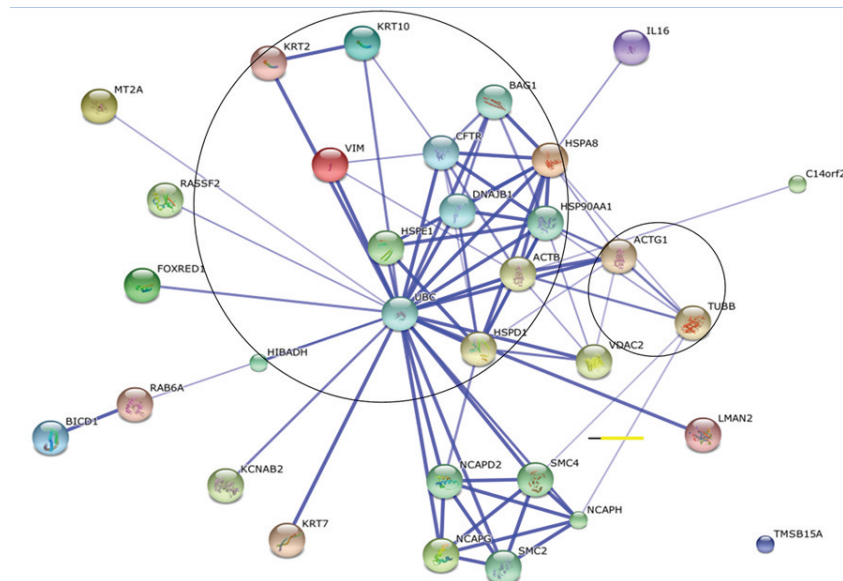 KRT10
IL16
KRT2
MT2A
BAG1
VIM
CFTR
HSPA8
C14orf2
RASSF2
DNAJB1
HSP90AA1
HSPE1
ACTG1
ACTB
FOXRED1
UBC
TUBB
HSPD1
VDAC2
HIBADH
RAB6A
BICD1
LMAN2
KCNAB2
NCAPD2
SMC4
NCAPH
KRT7
NCAPG
SMC2
TMSB15A